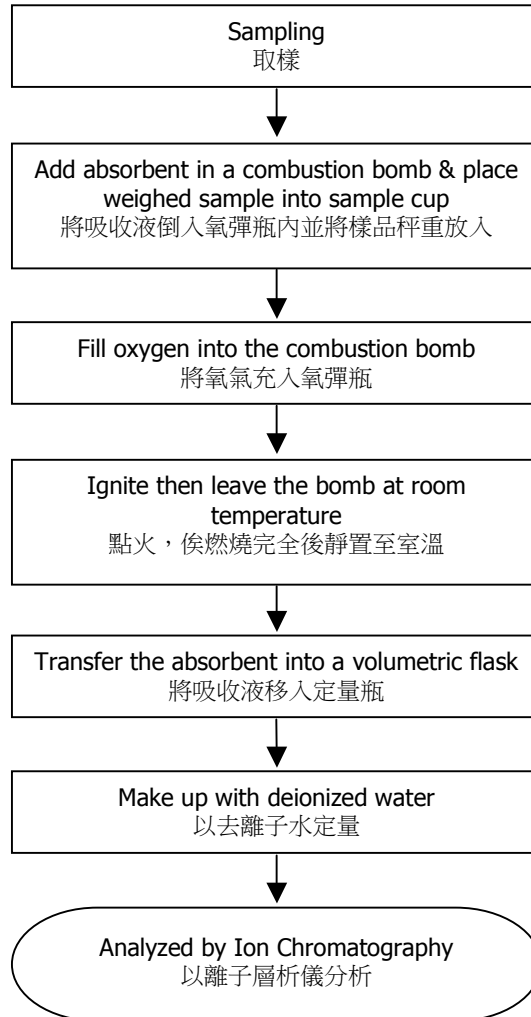 Sampling
取樣
Add absorbent in a combustion bomb & place
weighed sample into sample cup
將吸收液倒入氧彈瓶內並將樣品秤重放入
Fill oxygen into the combustion bomb
將氧氣充入氧彈瓶
Ignite then leave the bomb at room
temperature
點火，俟燃燒完全後靜置至室溫
Transfer the absorbent into a volumetric flask
將吸收液移入定量瓶
Make up with deionized water
以去離子水定量
Analyzed by Ion Chromatography
以離子層析儀分析